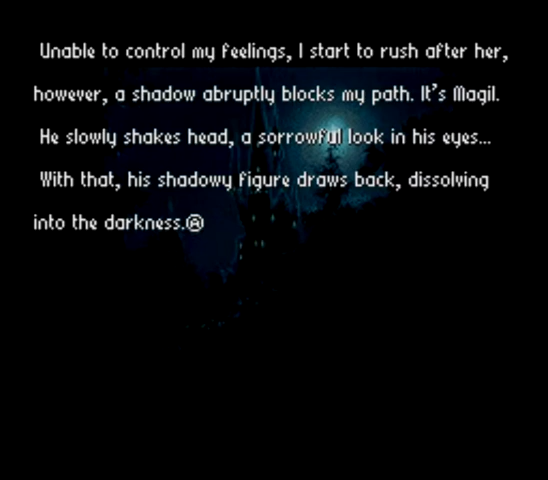 Unable to control my feelings, I start to rush after her,
however, a shadow abruptly blocks my path. It's Magil.
He slowly shakes head, a sorrowful look in his eyes...
With that, his shadowy figure draws back, dissolving
into the darkness.Ⓐ